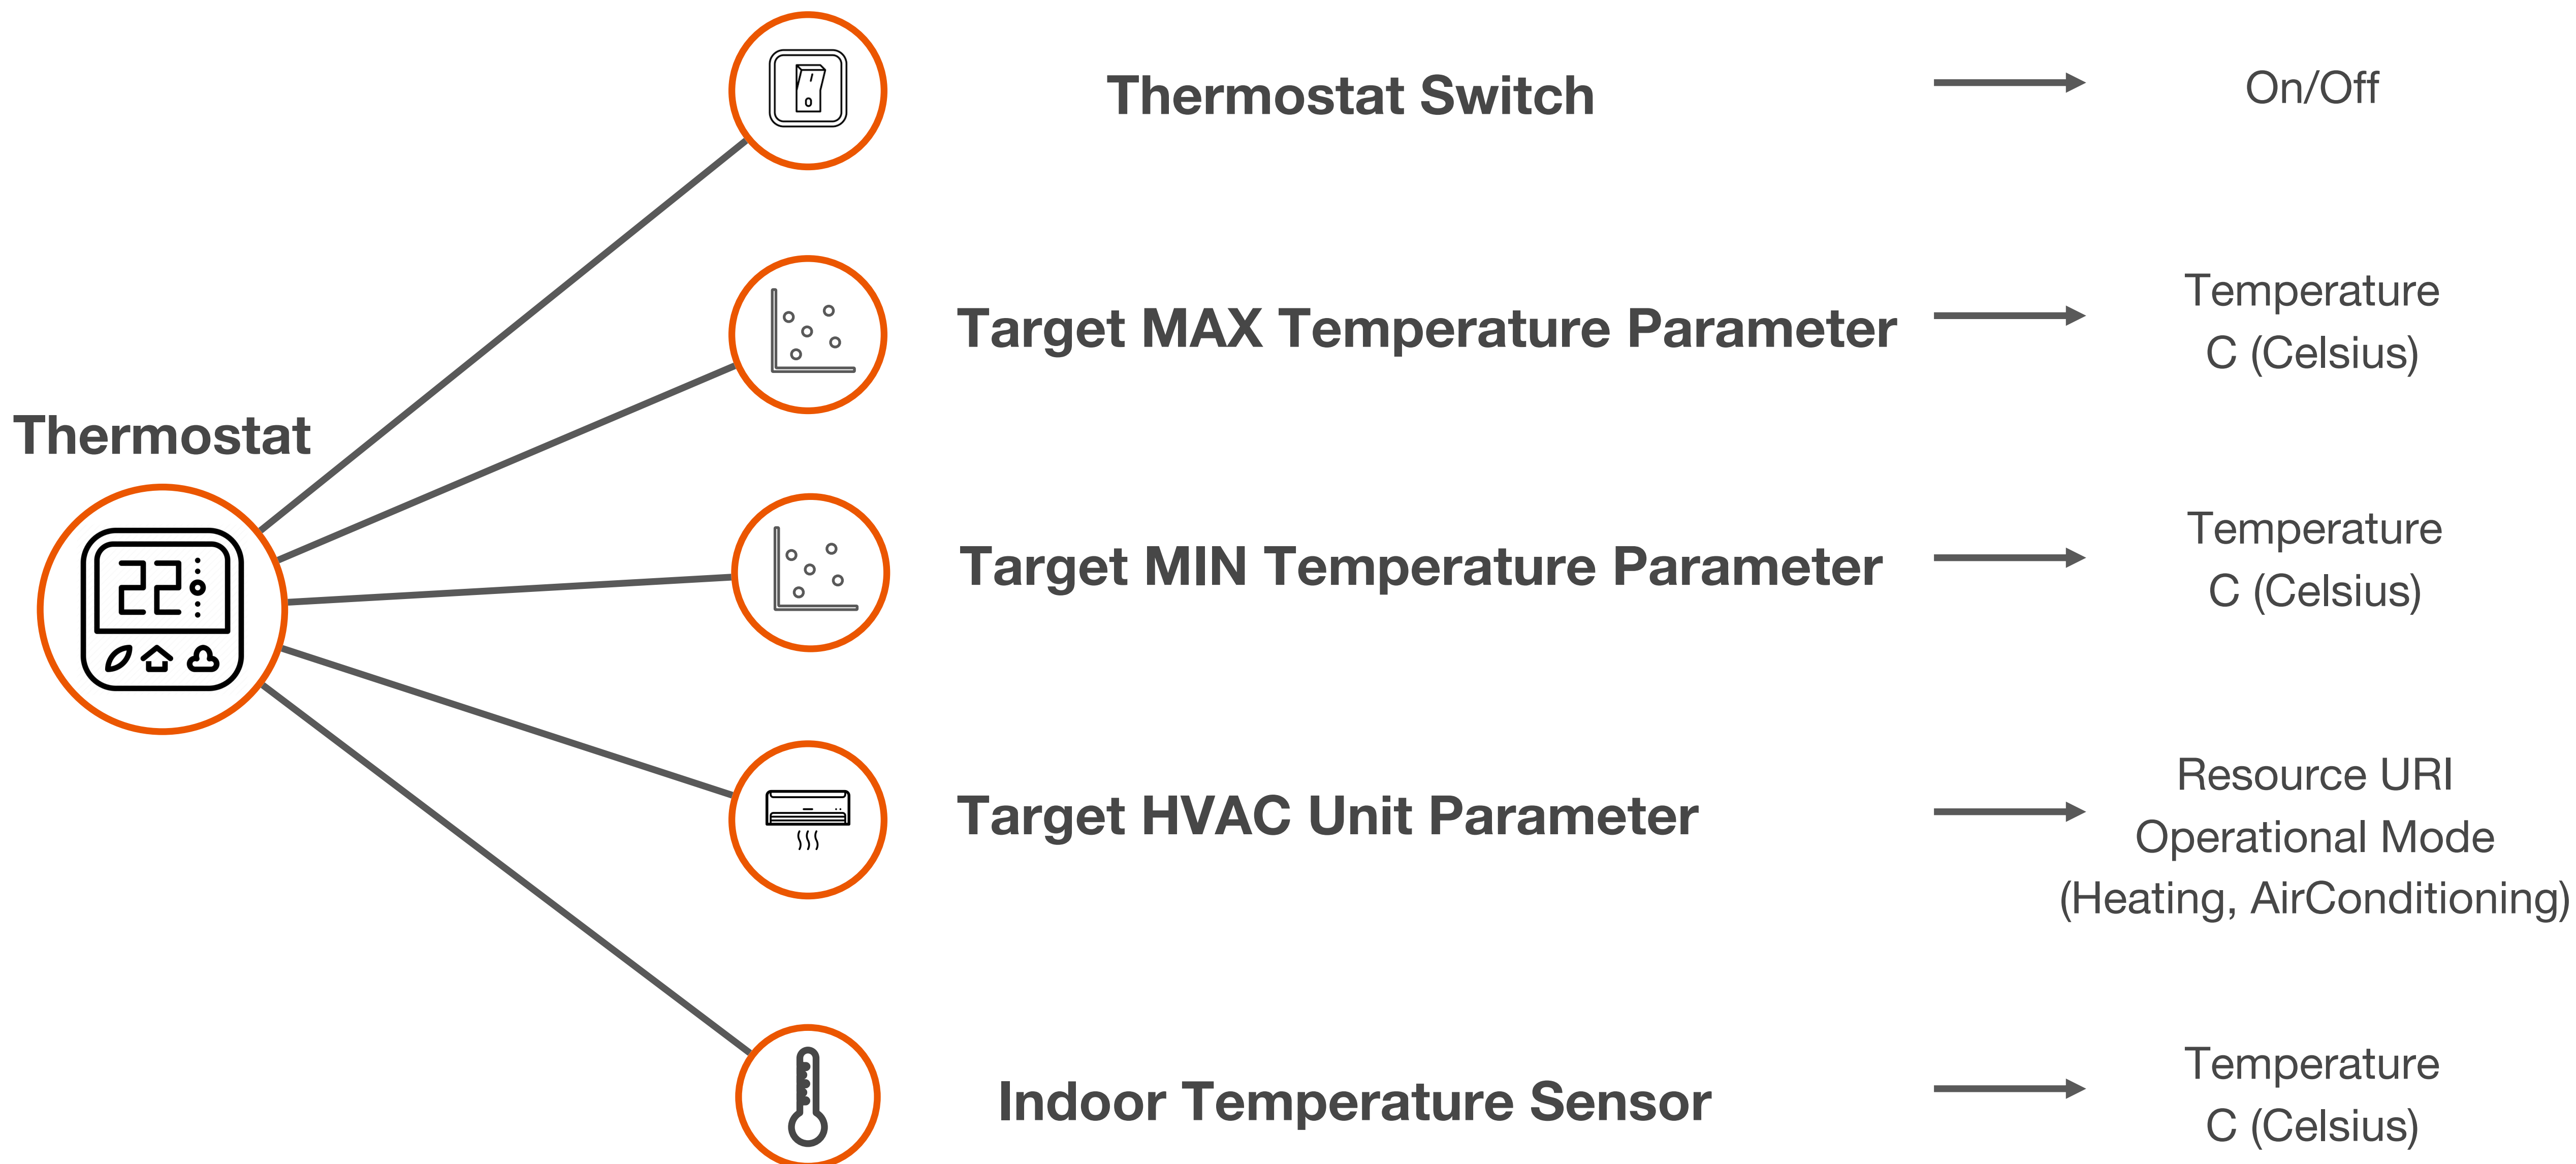 Thermostat Switch
On/Off
Target MAX Temperature Parameter
Temperature
C (Celsius)
Thermostat
22
Target MIN Temperature Parameter
Temperature
C (Celsius)
Target HVAC Unit Parameter
Resource URI
Operational Mode
(Heating, AirConditioning)
Indoor Temperature Sensor
Temperature
C (Celsius)